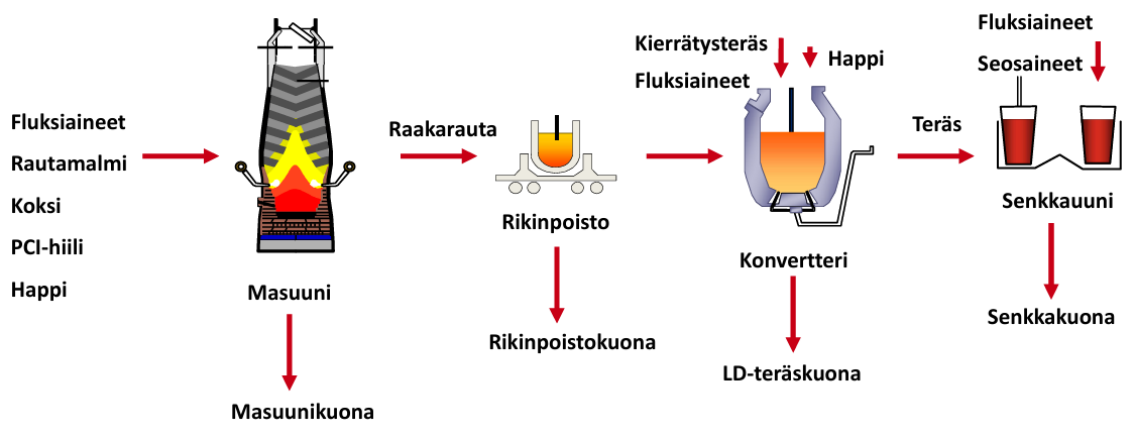 Fluksiaineet
Rautamalmi
Koksi
PCI-hiili
Happi
Masuuni
Masuunikuona
Raakarauta
Rikinpoisto
Rikinpoistokuona
Kierrätysteräs
Fluksiaineet
Happi
Konvertteri
LD-teräskuona
Teräs
Fluksiaineet
Seosaineet
Senkkauuni
Senkkakuona